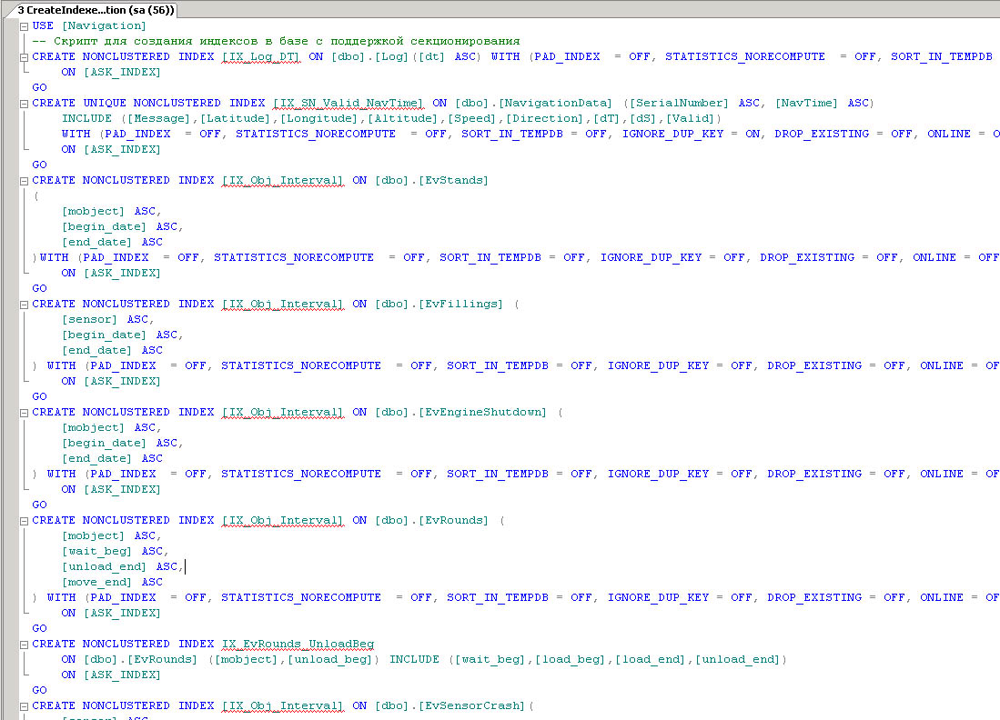 3 CreateIndexe...tion (sa (56))
USE [Navigation]
-- Скрипт для создания индексов в базе с поддержкой секционирования
CREATE NONCLUSTERED INDEX [IX_Log_DT] ON [dbo].[Log]([dt] ASC) WITH (PAD_INDEX = OFF, STATISTICS_NORECOMPUTE = OFF, SORT_IN_TEMPDB
ON [ASK_INDEX]
GO
CREATE UNIQUE NONCLUSTERED INDEX [IX_SN_Valid_NavTime] ON [dbo].[NavigationData] ([SerialNumber] ASC, [NavTime] ASC)
INCLUDE ([Message],[Latitude],[Longitude],[Altitude],[Speed],[Direction],[dT],[dS],[Valid])
WITH (PAD_INDEX = OFF, STATISTICS_NORECOMPUTE = OFF, SORT_IN_TEMPDB = OFF, IGNORE_DUP_KEY = ON, DROP_EXISTING = OFF, ONLINE = O
ON [ASK_INDEX]
GO
CREATE NONCLUSTERED INDEX [IX_Obj_Interval] ON [dbo].[EvStands]
(
[mobject] ASC,
[begin_date] ASC,
[end_date] ASC
)WITH (PAD_INDEX = OFF, STATISTICS_NORECOMPUTE = OFF, SORT_IN_TEMPDB = OFF, IGNORE_DUP_KEY = OFF, DROP_EXISTING = OFF, ONLINE = OFF
ON [ASK_INDEX]
GO
CREATE NONCLUSTERED INDEX [IX_Obj_Interval] ON [dbo].[EvFillings] (
[sensor] ASC,
[begin_date] ASC,
[end_date] ASC
) WITH (PAD_INDEX = OFF, STATISTICS_NORECOMPUTE = OFF, SORT_IN_TEMPDB = OFF, IGNORE_DUP_KEY = OFF, DROP_EXISTING = OFF, ONLINE = OF
ON [ASK_INDEX]
GO
CREATE NONCLUSTERED INDEX [IX_Obj_Interval] ON [dbo].[EvEngineShutdown] (
[mobject] ASC,
[begin_date] ASC,
[end_date] ASC
) WITH (PAD_INDEX = OFF, STATISTICS_NORECOMPUTE = OFF, SORT_IN_TEMPDB = OFF, IGNORE_DUP_KEY = OFF, DROP_EXISTING = OFF, ONLINE = OF
ON [ASK_INDEX]
GO
CREATE NONCLUSTERED INDEX [IX_Obj_Interval] ON [dbo].[EvRounds] (
[mobject] ASC,
[wait_beg] ASC,
[unload_end] ASC,
[move_end] ASC
) WITH (PAD_INDEX = OFF, STATISTICS_NORECOMPUTE = OFF, SORT_IN_TEMPDB = OFF, IGNORE_DUP_KEY = OFF, DROP_EXISTING = OFF, ONLINE = OF
ON [ASK_INDEX]
GO
CREATE NONCLUSTERED INDEX IX_EvRounds_UnloadBeg
ON [dbo].[EvRounds] ([mobject],[unload_beg]) INCLUDE ([wait_beg],[load_beg],[load_end],[unload_end])
ON [ASK_INDEX]
GO
CREATE NONCLUSTERED INDEX [IX_Obj_Interval] ON [dbo].[EvSensorCrash](
[sensor] ASC